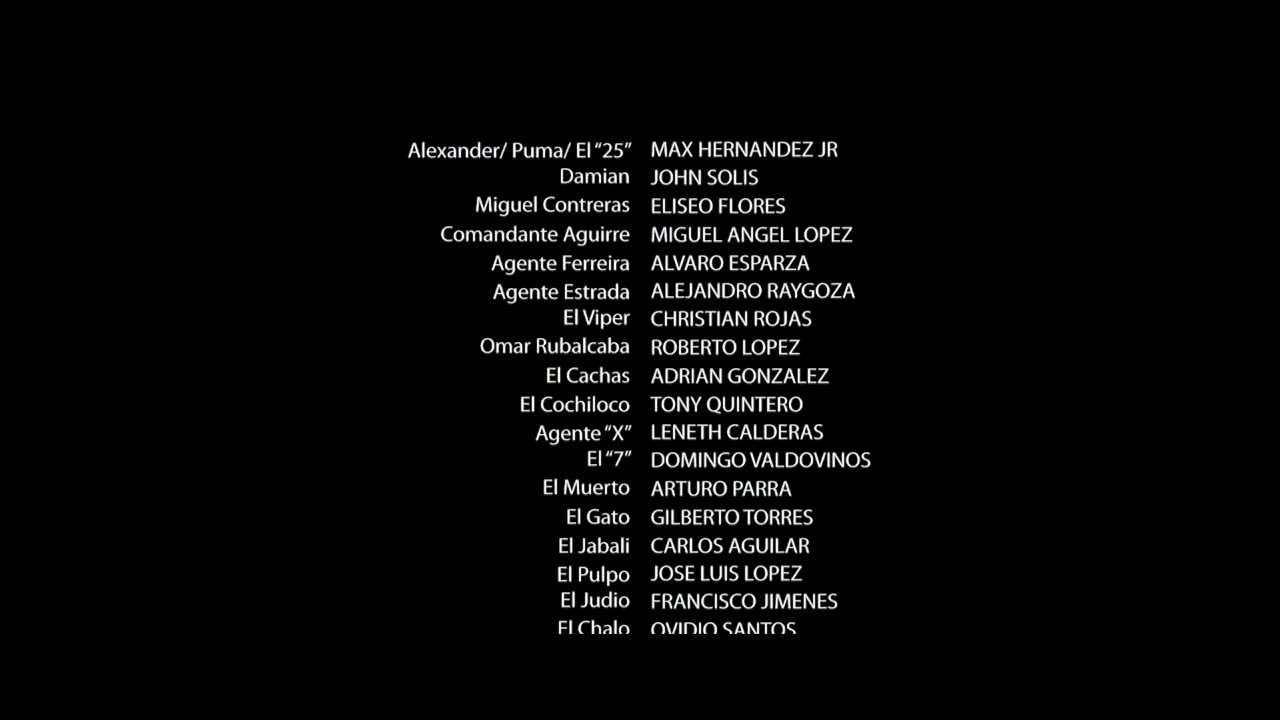 Alexander/ Puma/ El “25” MAX HERNANDEZ JR
Damian JOHN SOLIS
Miguel Contreras ELISEO FLORES
Comandante Aguirre MIGUEL ANGEL LOPEZ
Agente Ferreira ALVARO ESPARZA
Agente Estrada ALEJANDRO RAYGOZA
El Viper CHRISTIAN ROJAS
Omar Rubalcaba ROBERTO LOPEZ
El Cachas ADRIAN GONZALEZ
El Cochiloco TONY QUINTERO
Agente “X” LENETH CALDERAS
El “7” DOMINGO VALDOVINOS
El Muerto ARTURO PARRA
El Gato GILBERTO TORRES
El Jabali CARLOS AGUILAR
El Pulpo JOSE LUIS LOPEZ
El Judio FRANCISCO JIMENES
El Chalo OVIDIO SANTOS